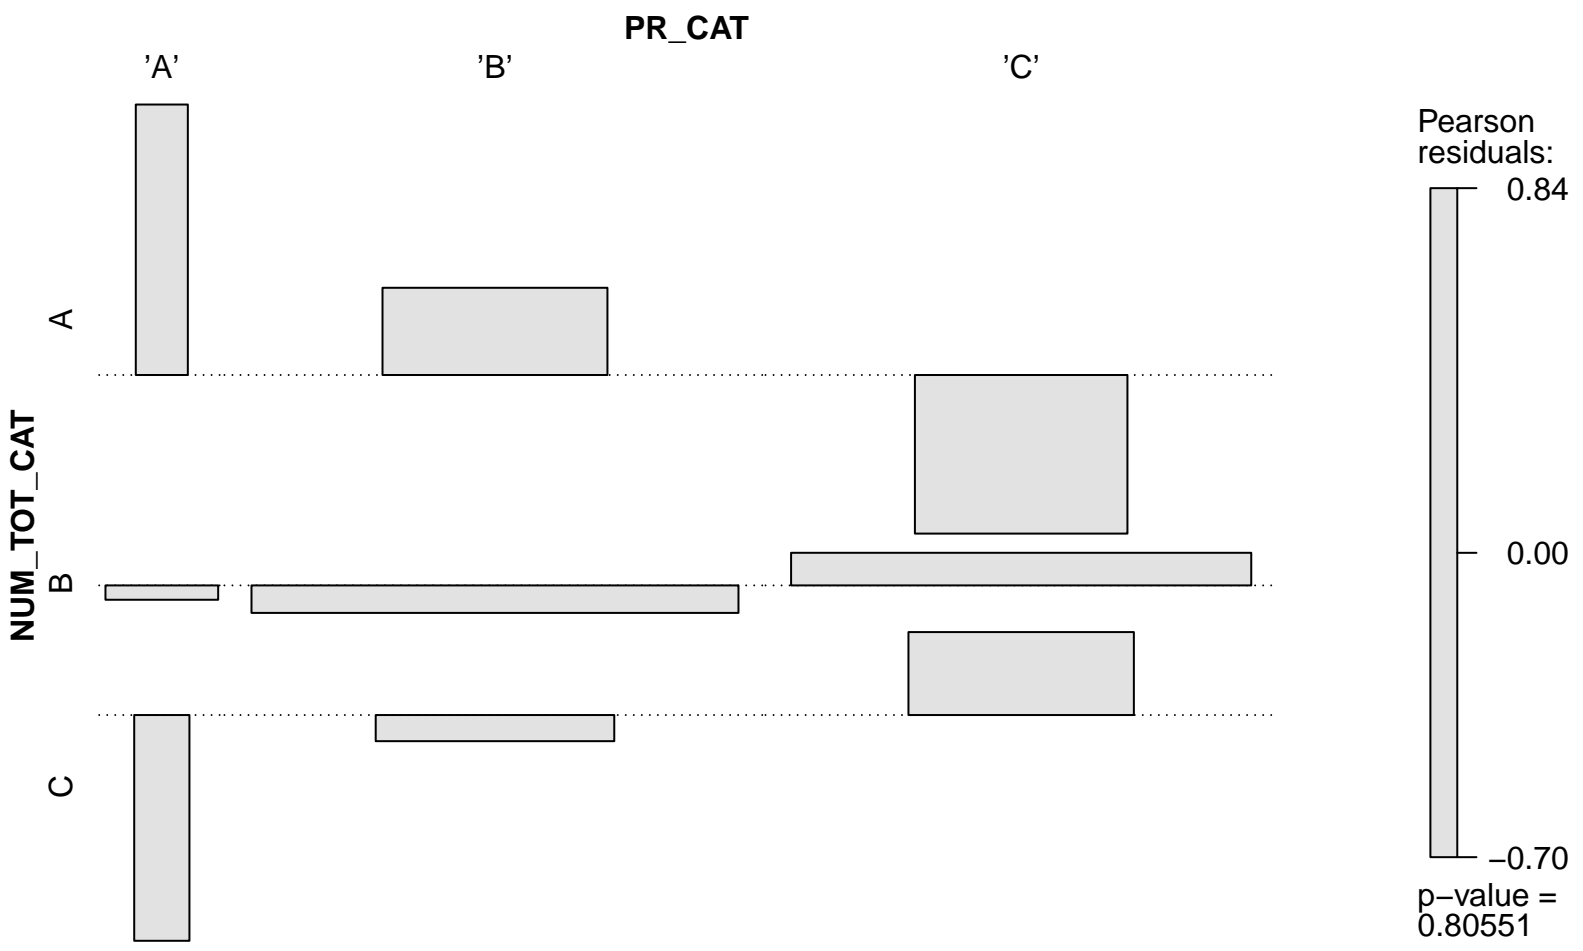 PR_CAT
’A’ ’B’ ’C’
NUM_TOT_CAT
A
B
C
Pearson
residuals:
0.84
0.00
−0.70
p−value =
0.80551